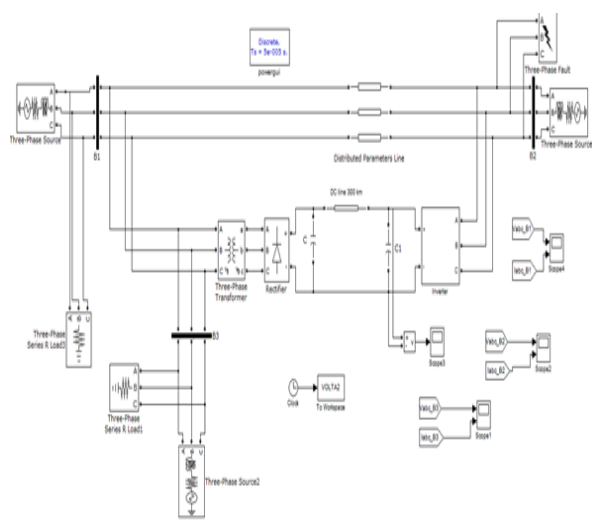 Discrete,
Ts = 5e-005 s.
powergui
A
B
C
Three-Phase Fault
A
B
C
Three-Phase Source
B1
A
B
C
Three-Phase Source
B2
Distributed Parameters Line
DC line 300 km
A
B
C
a
b
c
Three-Phase
Transformer
A
B
C
+
-
Rectifier
C
C1
+
-
A
B
C
Inverter
Vabc_B1
Iabc_B1
Scope4
A
B
C
Three-Phase
Series R Load3
B3
+
-
v
Scope3
Vabc_B2
Iabc_B2
Scope2
A
B
C
Three-Phase
Series R Load1
Clock
VOLTA2
To Workspace
Vabc_B3
Iabc_B3
Scope1
A
B
C
Three-Phase Source2